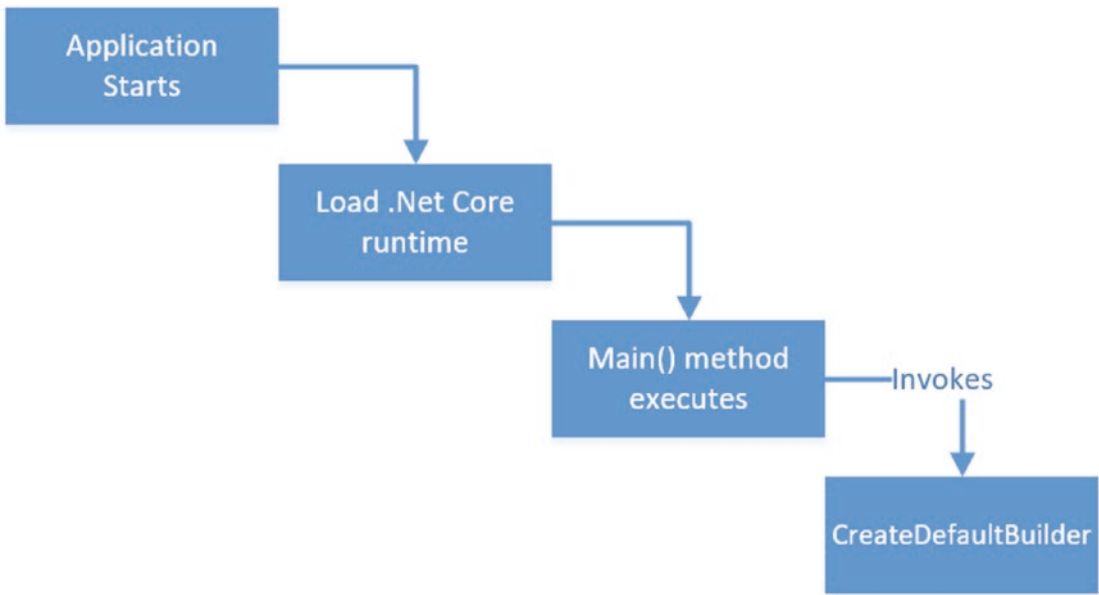 Application
Starts
Load .Net Core
runtime
Main() method
executes
Invokes
CreateDefaultBuilder